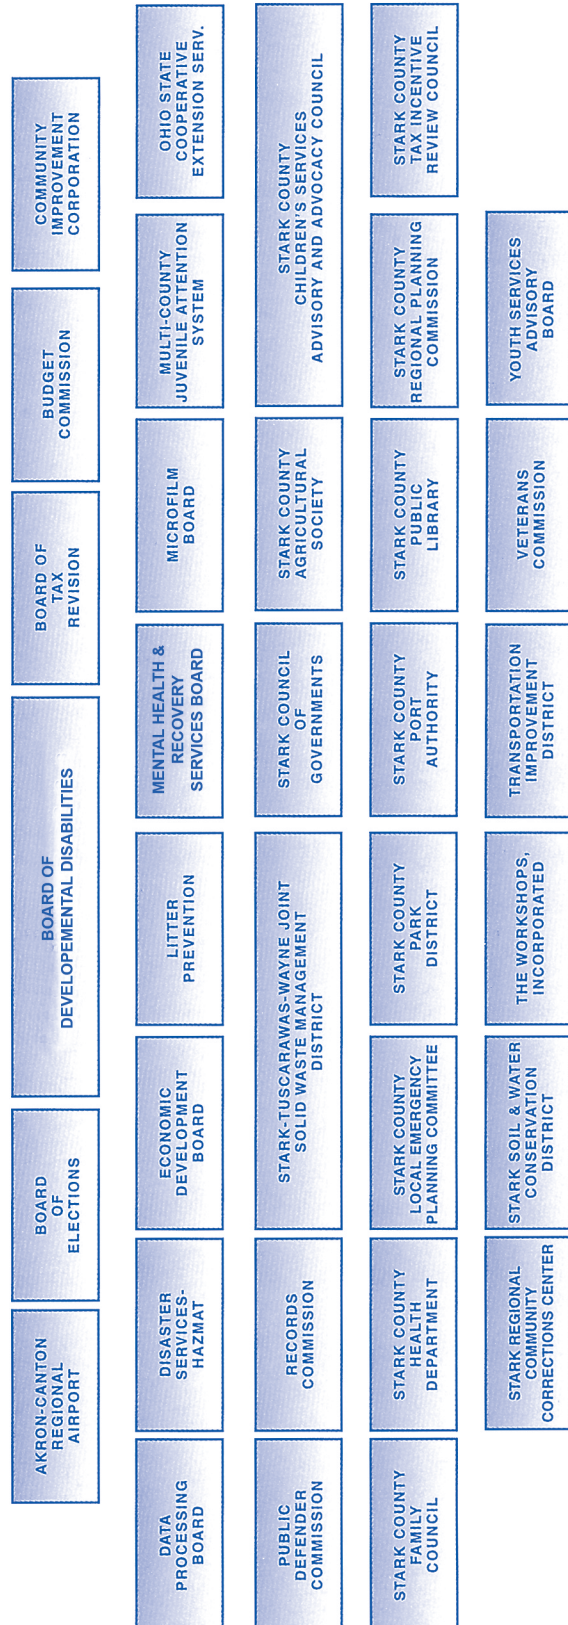 AKRON-CANTON
REGIONAL
AIRPORT
BOARD
OF
ELECTIONS
BOARD OF
DEVELOPEMENTAL DISABILITIES
BOARD OF
TAX
REVISION
BUDGET
COMMISSION
COMMUNITY
IMPROVEMENT
CORPORATION
DATA
PROCESSING
BOARD
DISASTER
SERVICES-
HAZMAT
ECONOMIC
DEVELOPMENT
BOARD
LITTER
PREVENTION
MENTAL HEALTH &
RECOVERY
SERVICES BOARD
MICROFILM
BOARD
MULTI-COUNTY
JUVENILE ATTENTION
SYSTEM
OHIO STATE
COOPERATIVE
EXTENSION SERV.
PUBLIC
DEFENDER
COMMISSION
RECORDS
COMMISSION
STARK-TUSCARAWAS-WAYNE JOINT
SOLID WASTE MANAGEMENT
DISTRICT
STARK COUNCIL
OF
GOVERNMENTS
STARK COUNTY
AGRICULTURAL
SOCIETY
STARK COUNTY
CHILDREN'S SERVICES
ADVISORY AND ADVOCACY COUNCIL
STARK COUNTY
FAMILY
COUNCIL
STARK COUNTY
HEALTH
DEPARTMENT
STARK COUNTY
LOCAL EMERGENCY
PLANNING COMMITTEE
STARK COUNTY
PARK
DISTRICT
STARK COUNTY
PORT
AUTHORITY
STARK COUNTY
PUBLIC
LIBRARY
STARK COUNTY
REGIONAL PLANNING
COMMISSION
STARK COUNTY
TAX INCENTIVE
REVIEW COUNCIL
STARK REGIONAL
COMMUNITY
CORRECTIONS CENTER
STARK SOIL & WATER
CONSERVATION
DISTRICT
THE WORKSHOPS,
INCORPORATED
TRANSPORTATION
IMPROVEMENT
DISTRICT
VETERANS
COMMISSION
YOUTH SERVICES
ADVISORY
BOARD